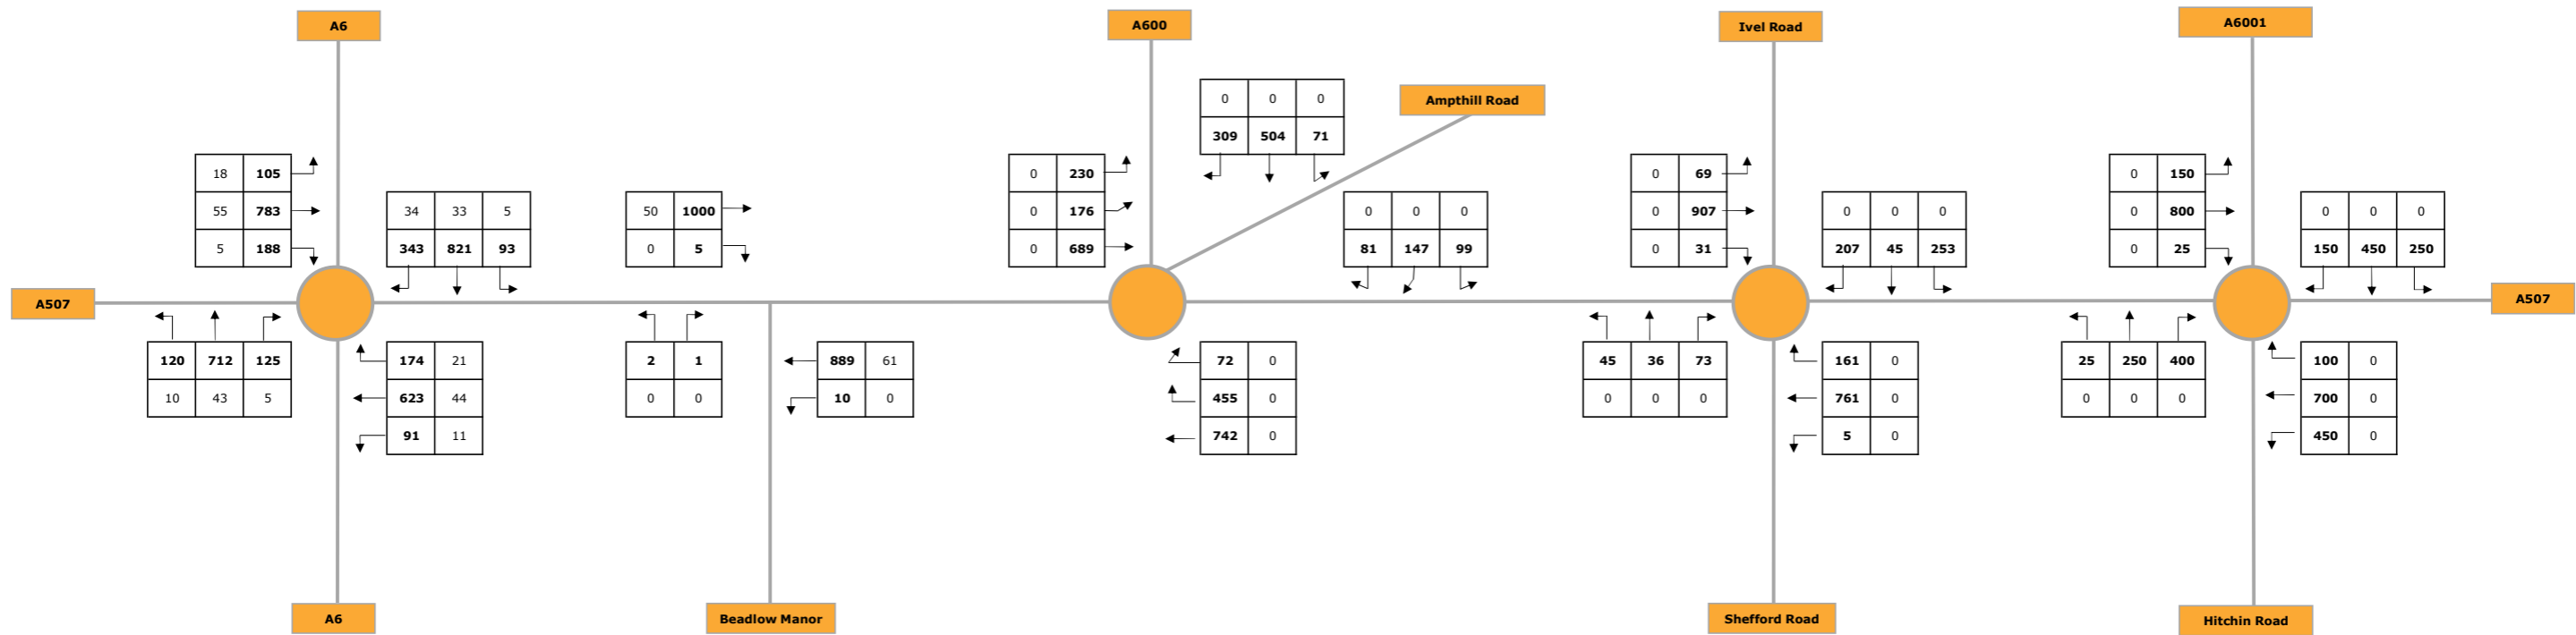 A6
A600
Ivel Road
A6001
Ampthill Road
0 0 0
309 504 71
18 105
55 783
5 188
34 33 5
343 821 93
50 1000
0 5
0 230
0 176
0 689
0 0 0
81 147 99
0 69
0 907
0 31
0 0 0
207 45 253
0 150
0 800
0 25
0 0 0
150 450 250
A507
A507
120 712 125
10 43 5
174 21
623 44
91 11
2 1
0 0
889 61
10 0
72 0
455 0
742 0
45 36 73
0 0 0
161 0
761 0
5 0
25 250 400
0 0 0
100 0
700 0
450 0
A6
Beadlow Manor
Shefford Road
Hitchin Road